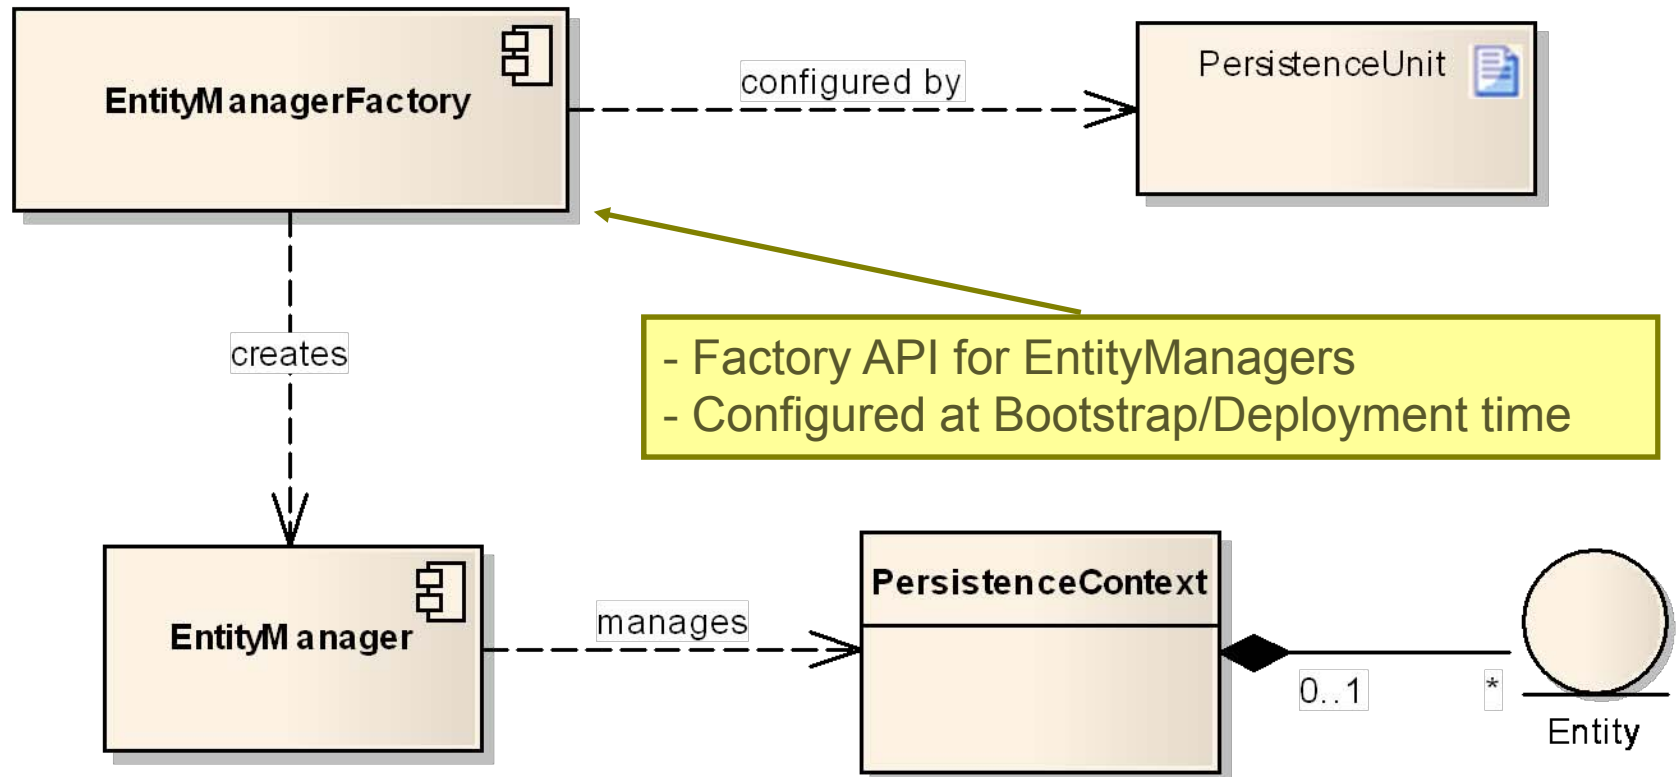 EntityManagerFactory
configured by
PersistenceUnit
creates
- Factory API for EntityManagers
- Configured at Bootstrap/Deployment time
EntityManager
manages
PersistenceContext
0..1
*
Entity